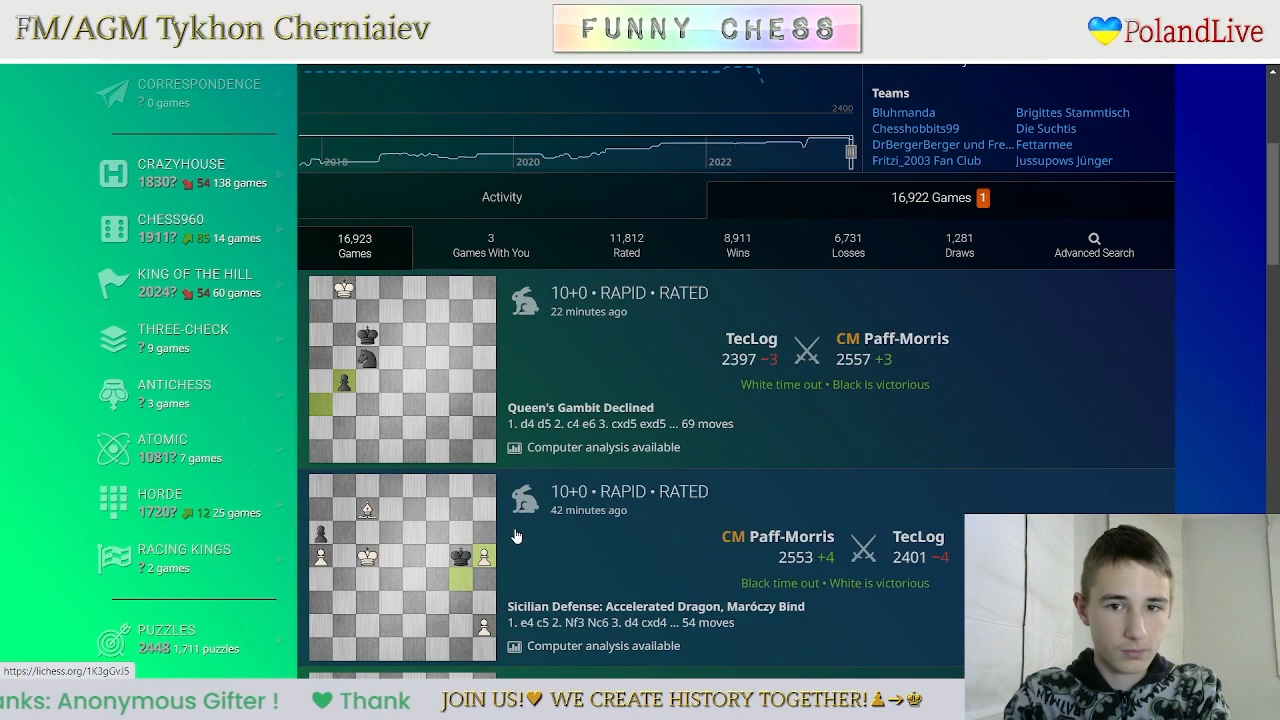 FM/AGM Tykhon Cherniaiev
FUNNY CHESS
PolandLive
CORRESPONDENCE
? 0 games
CRAZYHOUSE
1830? 54 138 games
CHESS960
1911? 85 14 games
KING OF THE HILL
2024? 54 60 games
THREE-CHECK
? 9 games
ANTICHESS
? 3 games
ATOMIC
1081? 7 games
HORDE
1720? 12 25 games
RACING KINGS
? 2 games
PUZZLES
2448 1,711 puzzles
https://lichess.org/1K3gGvJ5
2400
2018
2020
2022
Teams
Bluhmanda
Brigittes Stammtisch
Chesshobbits99
Die Suchtis
DrBergerBerger und Fre...
Fettarmee
Fritzi_2003 Fan Club
Jussupows Jünger
Activity
16,922 Games 1
16,923
Games
3
Games With You
11,812
Rated
8,911
Wins
6,731
Losses
1,281
Draws
Advanced Search
10+0 • RAPID • RATED
22 minutes ago
TecLog
2397 −3
CM Paff-Morris
2557 +3
White time out • Black is victorious
Queen's Gambit Declined
1. d4 d5 2. c4 e6 3. cxd5 exd5 ... 69 moves
Computer analysis available
10+0 • RAPID • RATED
42 minutes ago
CM Paff-Morris
2553 +4
TecLog
2401 −4
Black time out • White is victorious
Sicilian Defense: Accelerated Dragon, Maróczy Bind
1. e4 c5 2. Nf3 Nc6 3. d4 cxd4 ... 54 moves
Computer analysis available
anks: Anonymous Gifter !
Thank
JOIN US! WE CREATE HISTORY TOGETHER!